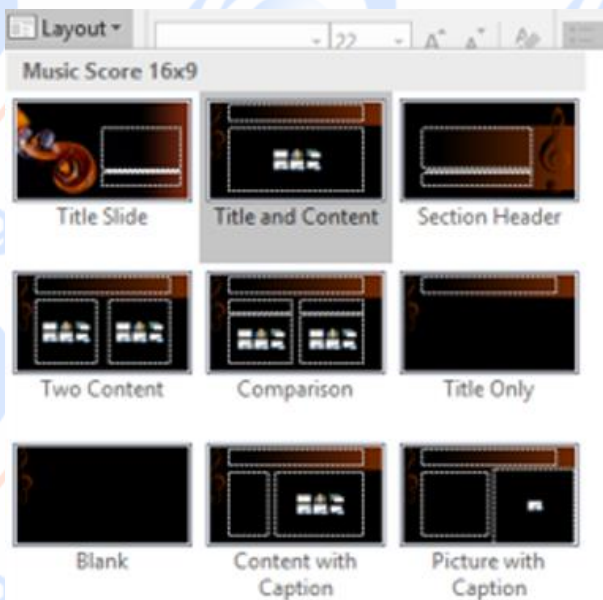 Layout
22
Music Score 16x9
Title Slide
Title and Content
Section Header
Two Content
Comparison
Title Only
Blank
Content with
Caption
Picture with
Caption